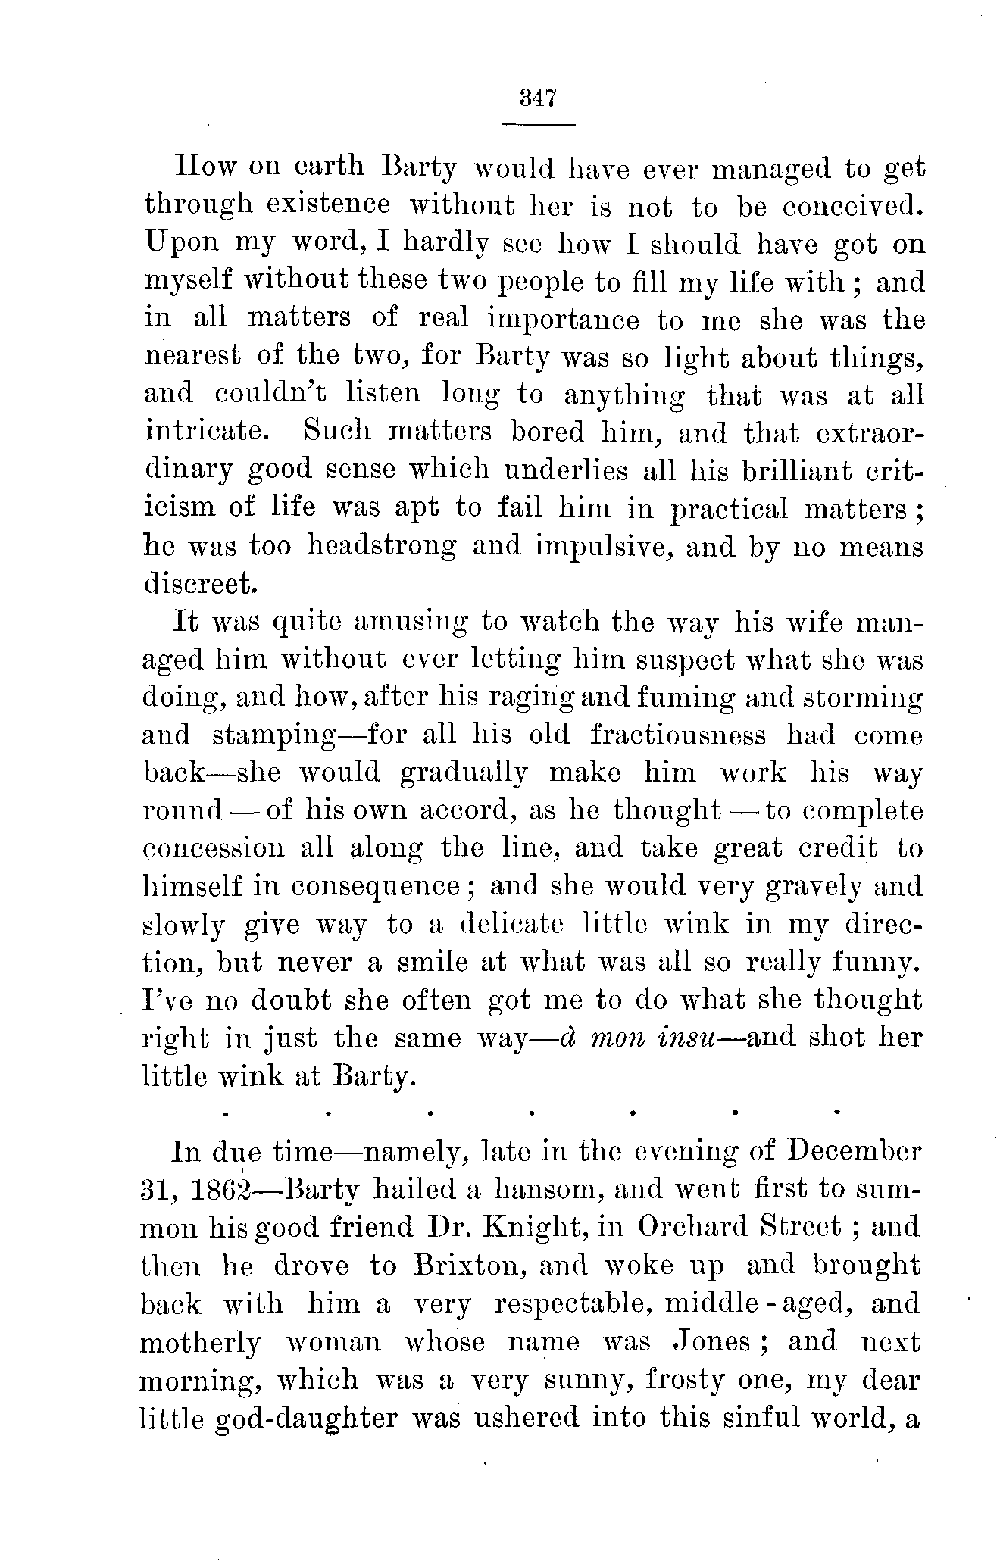 347
How on earth Barty would have ever managed to get
through existence without her is not to be conceived.
Upon my word, I hardly see how I should have got on
myself without these two people to fill my life with ; and
in all matters of real importance to me she was the
nearest of the two, for Barty was so light about things,
and couldn't listen long to anything that was at all
intricate. Such matters bored him, and that extraor-
dinary good sense which underlies all his brilliant crit-
icism of life was apt to fail him in practical matters ;
he was too headstrong and impulsive, and by no means
discreet.
It was quite amusing to watch the way his wife man-
aged him without ever letting him suspect what she was
doing, and how, after his raging and fuming and storming
and stamping—for all his old fractiousness had come
back—she would gradually make him work his way
round — of his own accord, as he thought — to complete
concession all along the line, and take great credit to
himself in consequence ; and she would very gravely and
slowly give way to a delicate little wink in my direc-
tion, but never a smile at what was all so really funny.
I've no doubt she often got me to do what she thought
right in just the same way—à mon insu—and shot her
little wink at Barty.
. . . . . . .
In due time—namely, late in the evening of December
31, 1862—Barty hailed a hansom, and went first to sum-
mon his good friend Dr. Knight, in Orchard Street ; and
then he drove to Brixton, and woke up and brought
back with him a very respectable, middle-aged, and
motherly woman whose name was Jones ; and next
morning, which was a very sunny, frosty one, my dear
little god-daughter was ushered into this sinful world, a